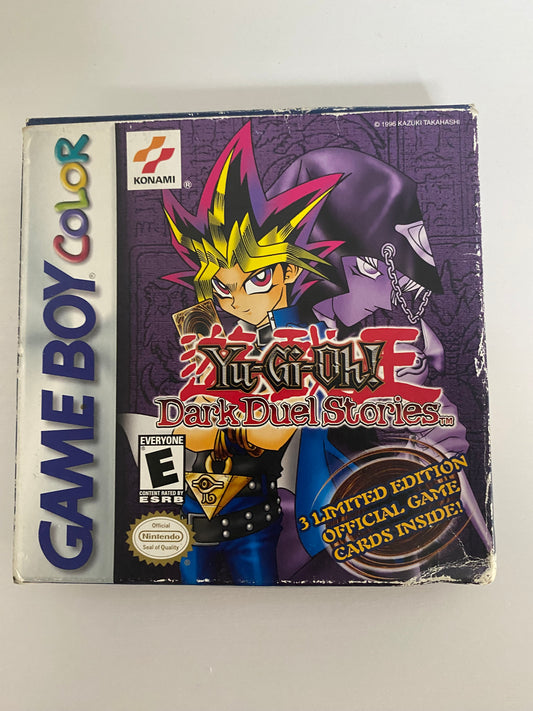 © 1996 KAZUKI TAKAHASHI
KONAMI
®
GAME BOY COLOR
®
遊戯王
Yu-Gi-Oh!
Dark Duel Stories
TM
EVERYONE
E
CONTENT RATED BY
ESRB
Official
Nintendo
Seal of Quality
®
3 LIMITED EDITION
OFFICIAL GAME
CARDS INSIDE!